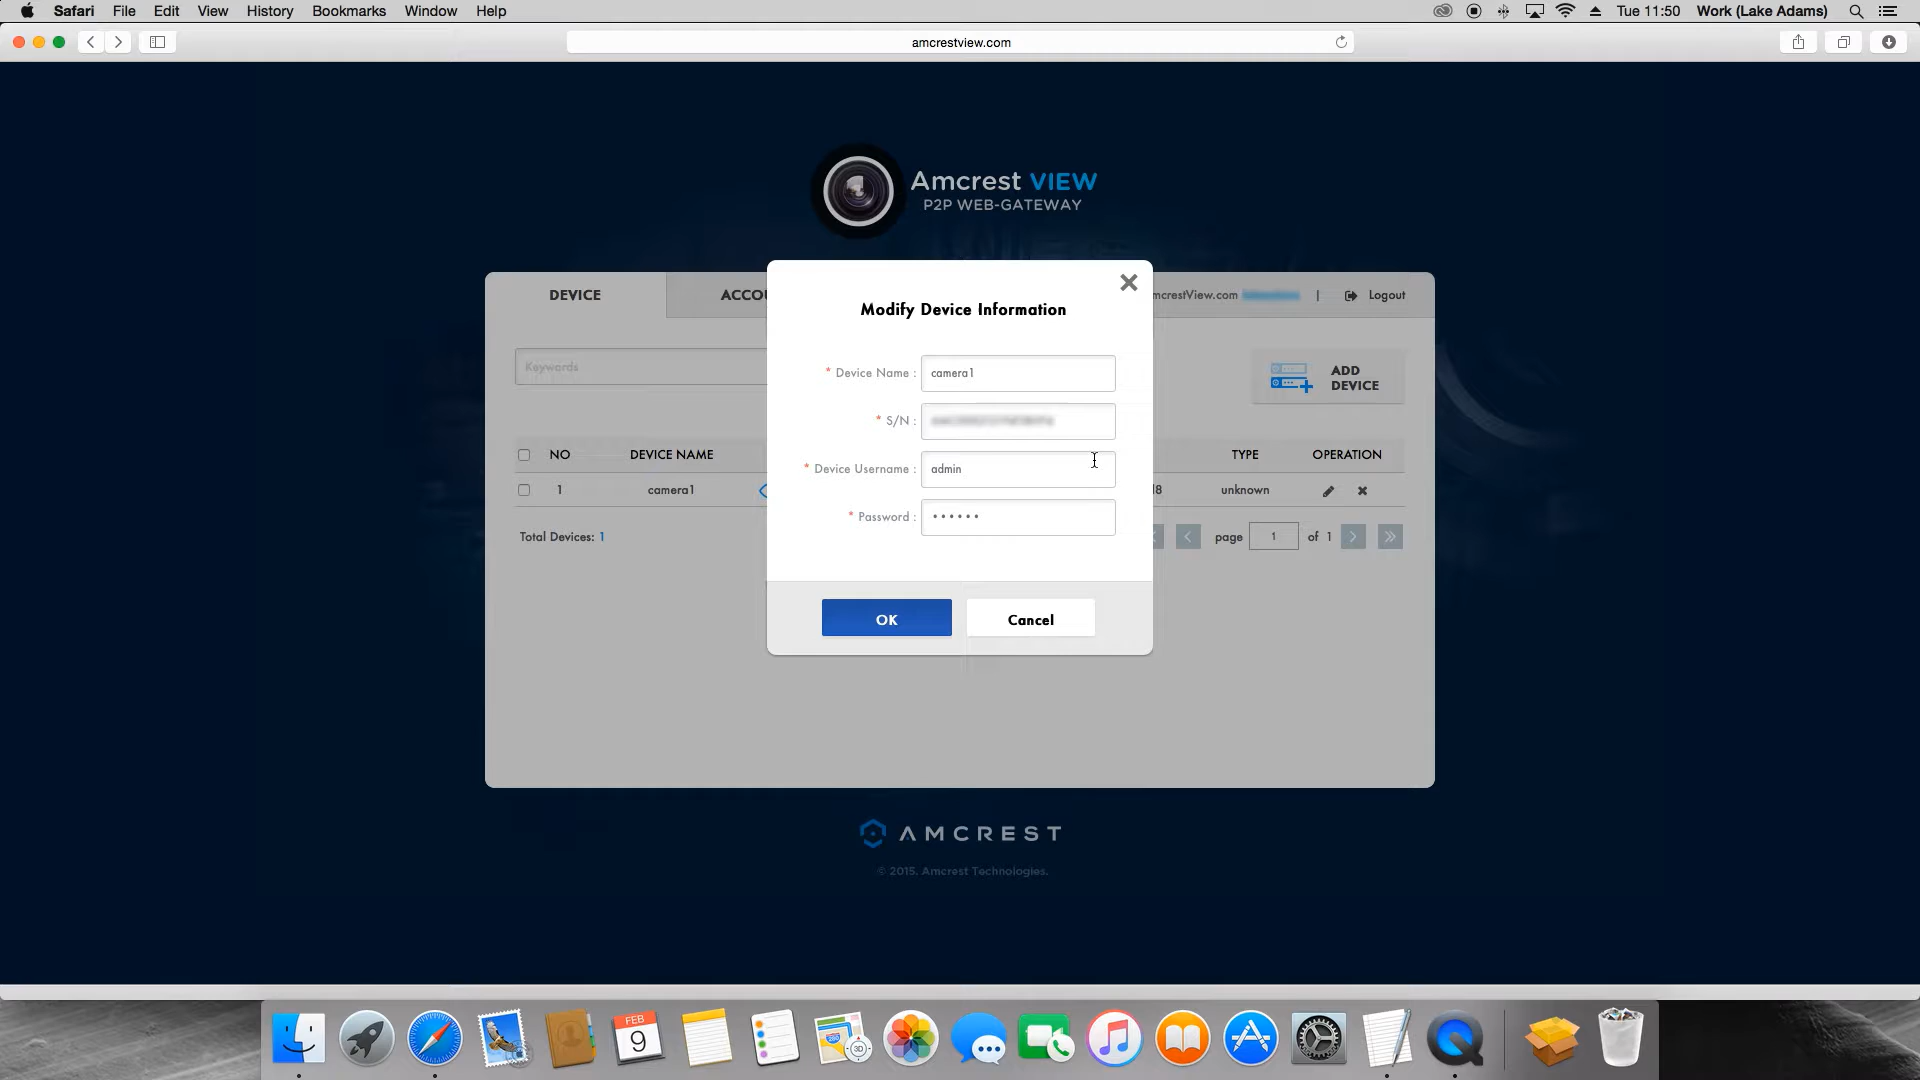 Safari File Edit View History Bookmarks Window Help Tue 11:50 Work (Lake Adams)
amcrestview.com
Amcrest VIEW
P2P WEB-GATEWAY
DEVICE ACCOU mcrestView.com | Logout
Modify Device Information
Keywords
ADD
DEVICE
* Device Name : camera1
* S/N :
* Device Username : admin
* Password : ••••••
NO DEVICE NAME TYPE OPERATION
1 camera1 18 unknown
Total Devices: 1 page 1 of 1
OK Cancel
AMCREST
© 2015. Amcrest Technologies.
FEB
9
280
3D